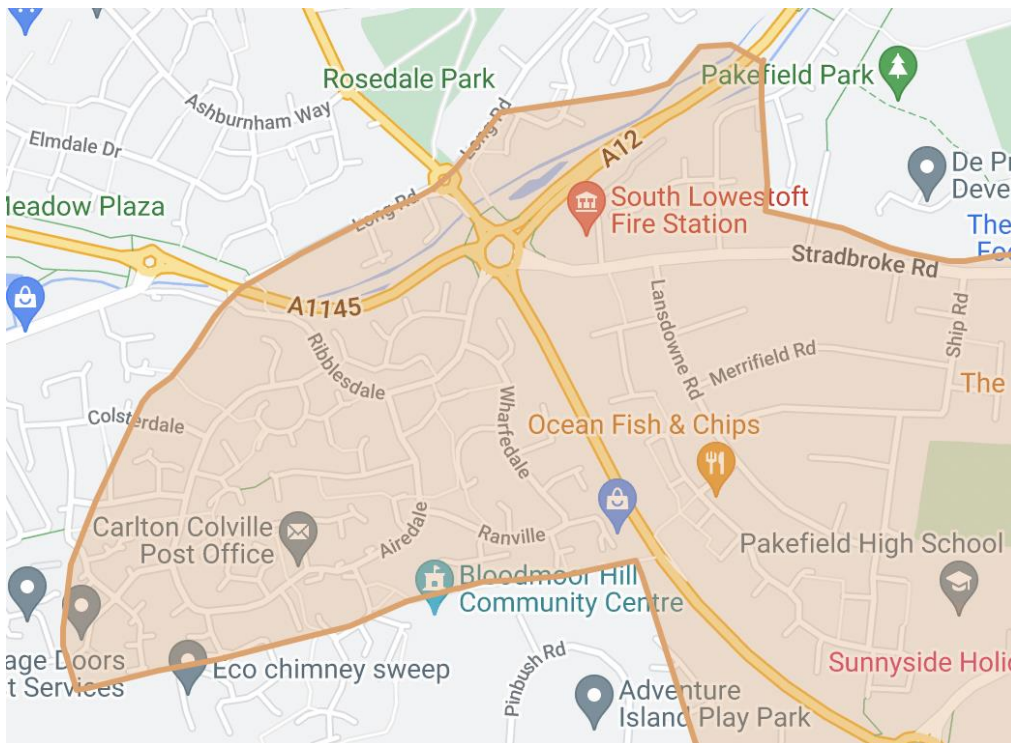 Rosedale Park
Pakefield Park
Ashburnham Way
Long Rd
A12
Elmdale Dr
De Pr
Deve
South Lowestoft
Fire Station
Long Rd
Meadow Plaza
The
Foo
Stradbroke Rd
A1145
Lansdowne Rd
Ship Rd
Ribblesdale
Merrifield Rd
The
Wharfedale
Colsterdale
Ocean Fish & Chips
Carlton Colville
Post Office
Airedale
Ranville
Pakefield High School
Bloodmoor Hill
Community Centre
age Doors
t Services
Eco chimney sweep
Pinbush Rd
Sunnyside Holi
Adventure
Island Play Park